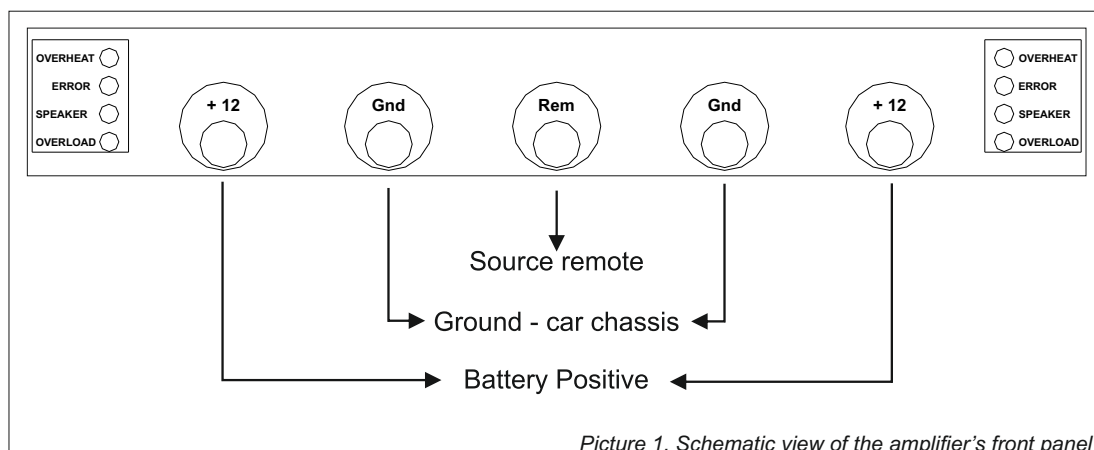 OVERHEAT
ERROR
SPEAKER
OVERLOAD
+ 12
Gnd
Rem
Gnd
+ 12
OVERHEAT
ERROR
SPEAKER
OVERLOAD
Source remote
Ground - car chassis
Battery Positive
Picture 1. Schematic view of the amplifier's front panel